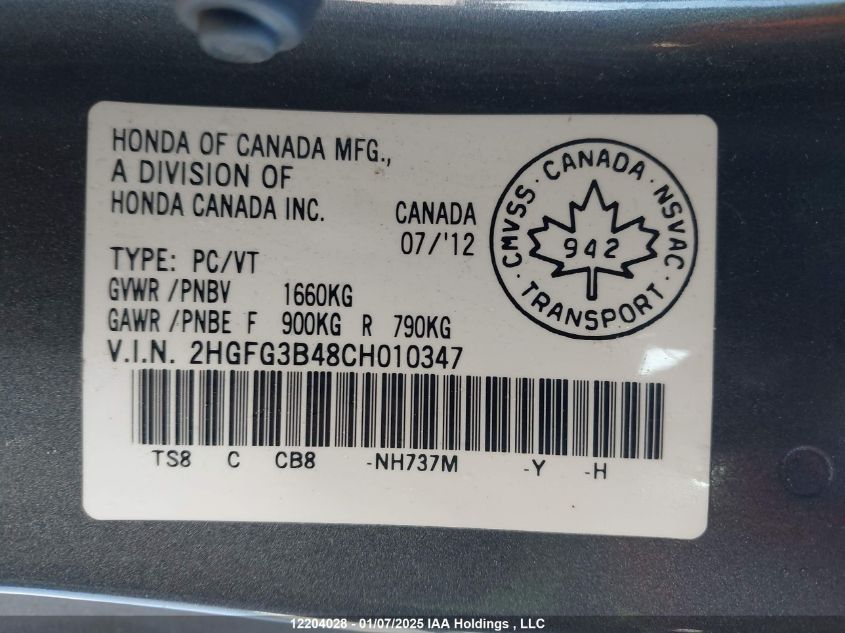 HONDA OF CANADA MFG.,
A DIVISION OF
HONDA CANADA INC.
CANADA
07/'12
TYPE: PC/VT
GVWR /PNBV 1660KG
GAWR /PNBE F 900KG R 790KG
V.I.N. 2HGFG3B48CH010347
TS8 C CB8 -NH737M -Y -H
CMVSS · CANADA · NSVAC · TRANSPORT ·
942
12204028 - 01/07/2025 IAA Holdings , LLC